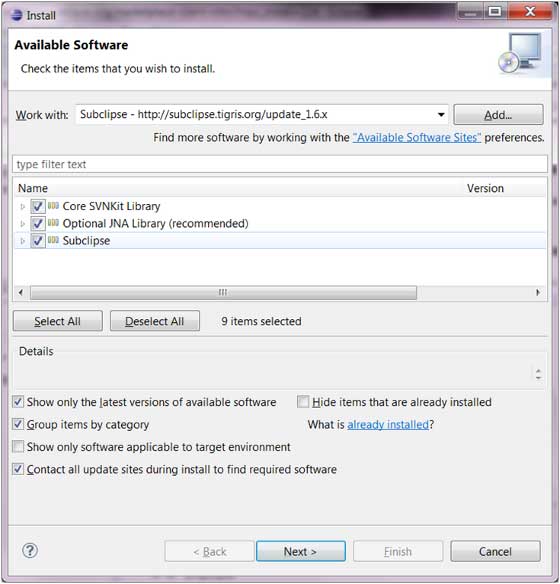 Install
Available Software
Check the items that you wish to install.
Work with: Subclipse - http://subclipse.tigris.org/update_1.6.x Add...
Find more software by working with the "Available Software Sites" preferences.
type filter text
Name Version
Core SVNKit Library
Optional JNA Library (recommended)
Subclipse
Select All Deselect All 9 items selected
Details
Show only the latest versions of available software Hide items that are already installed
Group items by category What is already installed?
Show only software applicable to target environment
Contact all update sites during install to find required software
? < Back Next > Finish Cancel